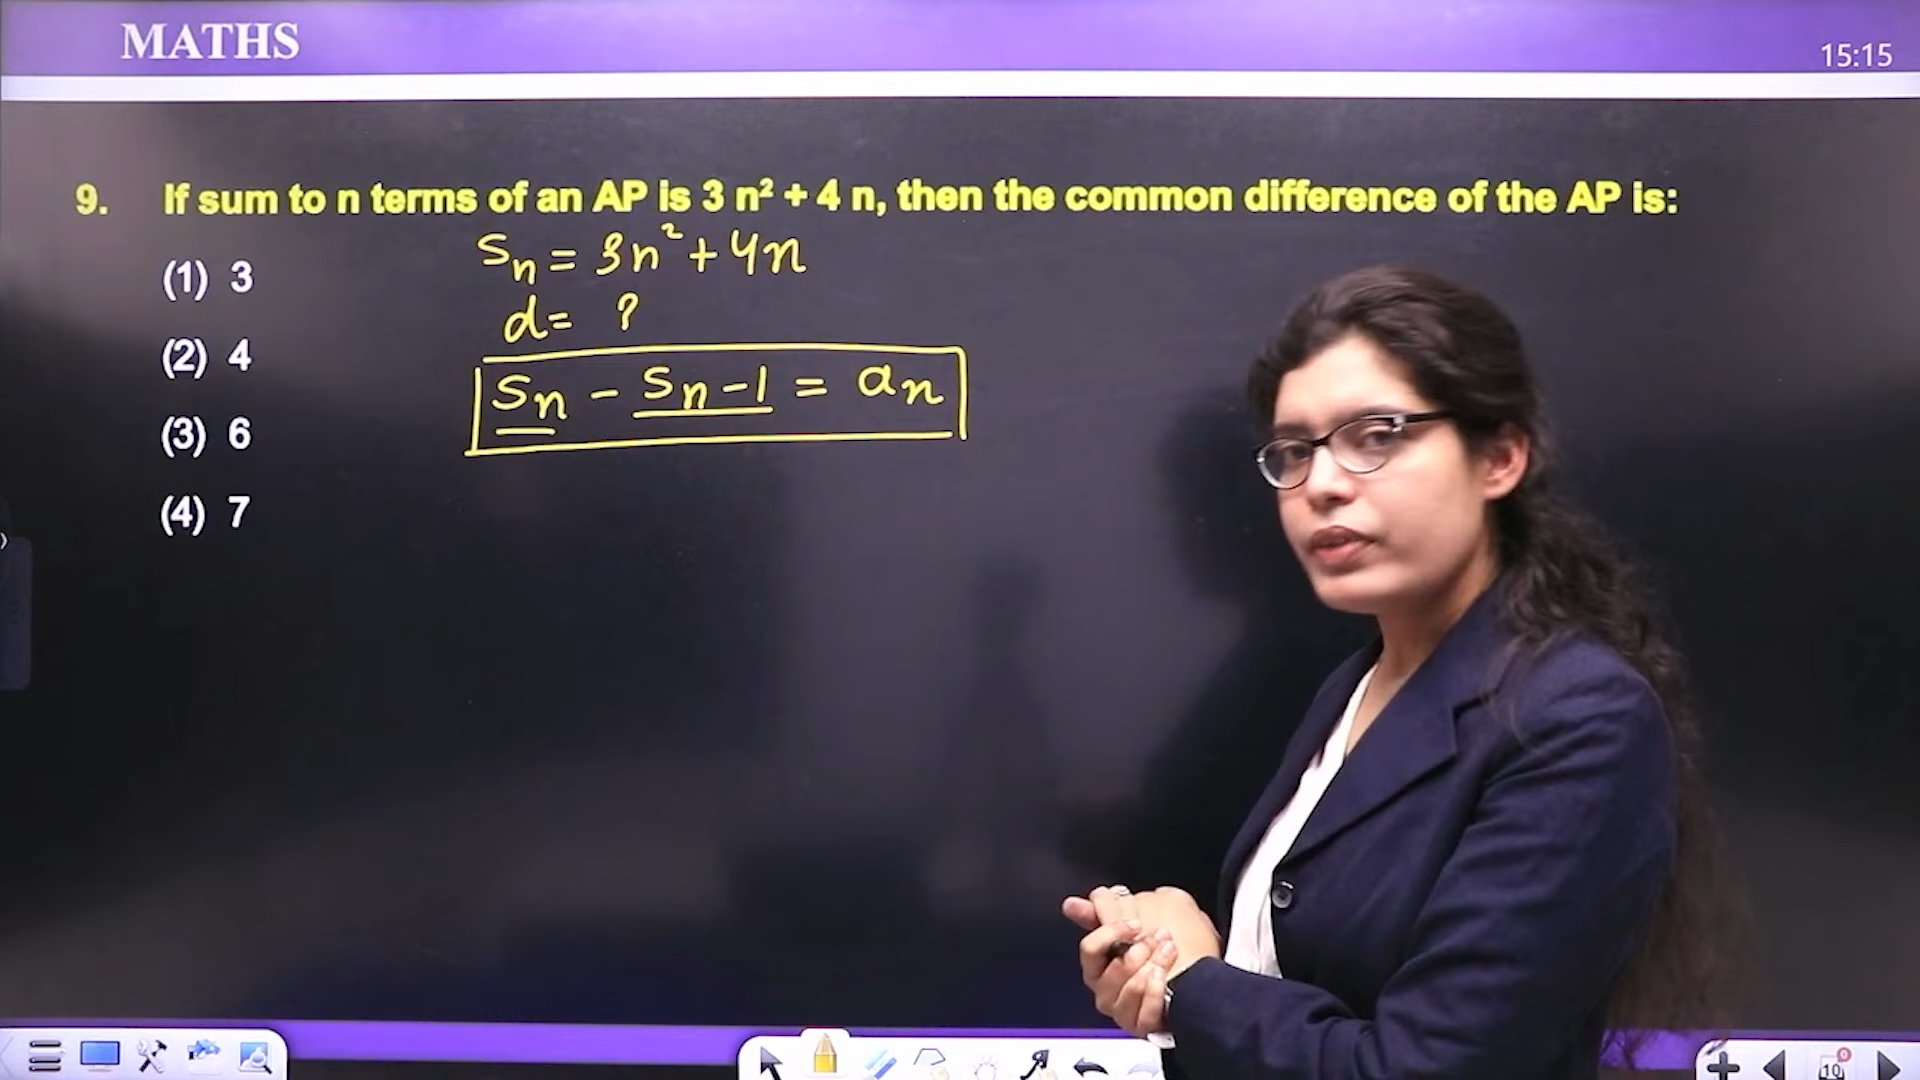 MATHS
15:15
9. If sum to n terms of an AP is 3 n² + 4 n, then the common difference of the AP is:
(1) 3
(2) 4
(3) 6
(4) 7
Sn = 3n² + 4n
d = ?
Sn - Sn-1 = an
10
0